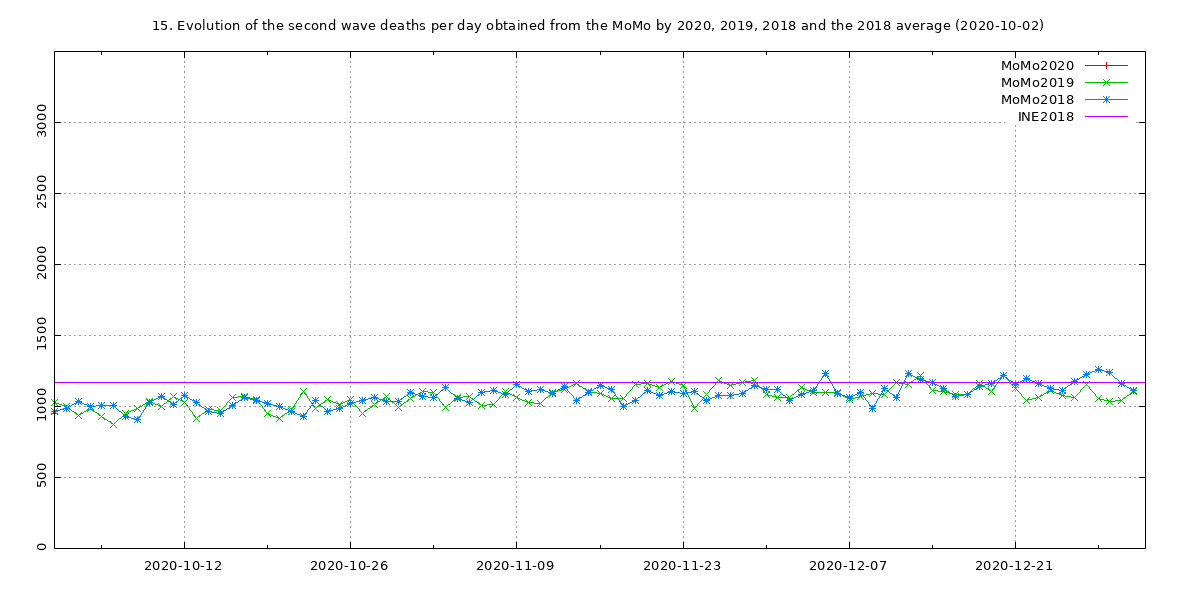 15. Evolution of the second wave deaths per day obtained from the MoMo by 2020, 2019, 2018 and the 2018 average (2020-10-02)
MoMo2020
MoMo2019
MoMo2018
INE2018
3000
2500
2000
1500
1000
500
0
2020-10-12 2020-10-26 2020-11-09 2020-11-23 2020-12-07 2020-12-21